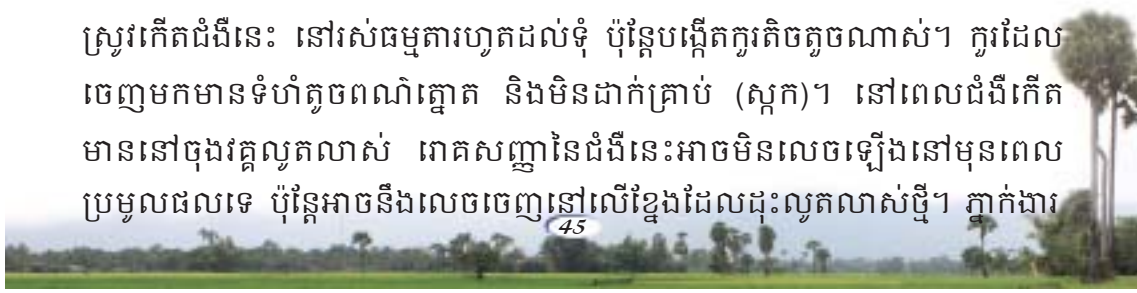 ស្រូវកើតជំងឺនេះ នៅរស់ធម្មតារហូតដល់ទុំ ប៉ុន្តែបង្កើតកួរតិចតួចណាស់។ កួរដែល
ចេញមកមានទំហំតូចពណ៌ត្នោត និងមិនដាក់គ្រាប់ (ស្កក)។ នៅពេលជំងឺកើត
មាននៅចុងវគ្គលូតលាស់ រោគសញ្ញានៃជំងឺនេះអាចមិនលេចឡើងនៅមុនពេល
ប្រមូលផលទេ ប៉ុន្តែអាចនឹងលេចចេញនៅលើខ្នែងដែលដុះលូតលាស់ថ្មី។ ភ្នាក់ងារ
45